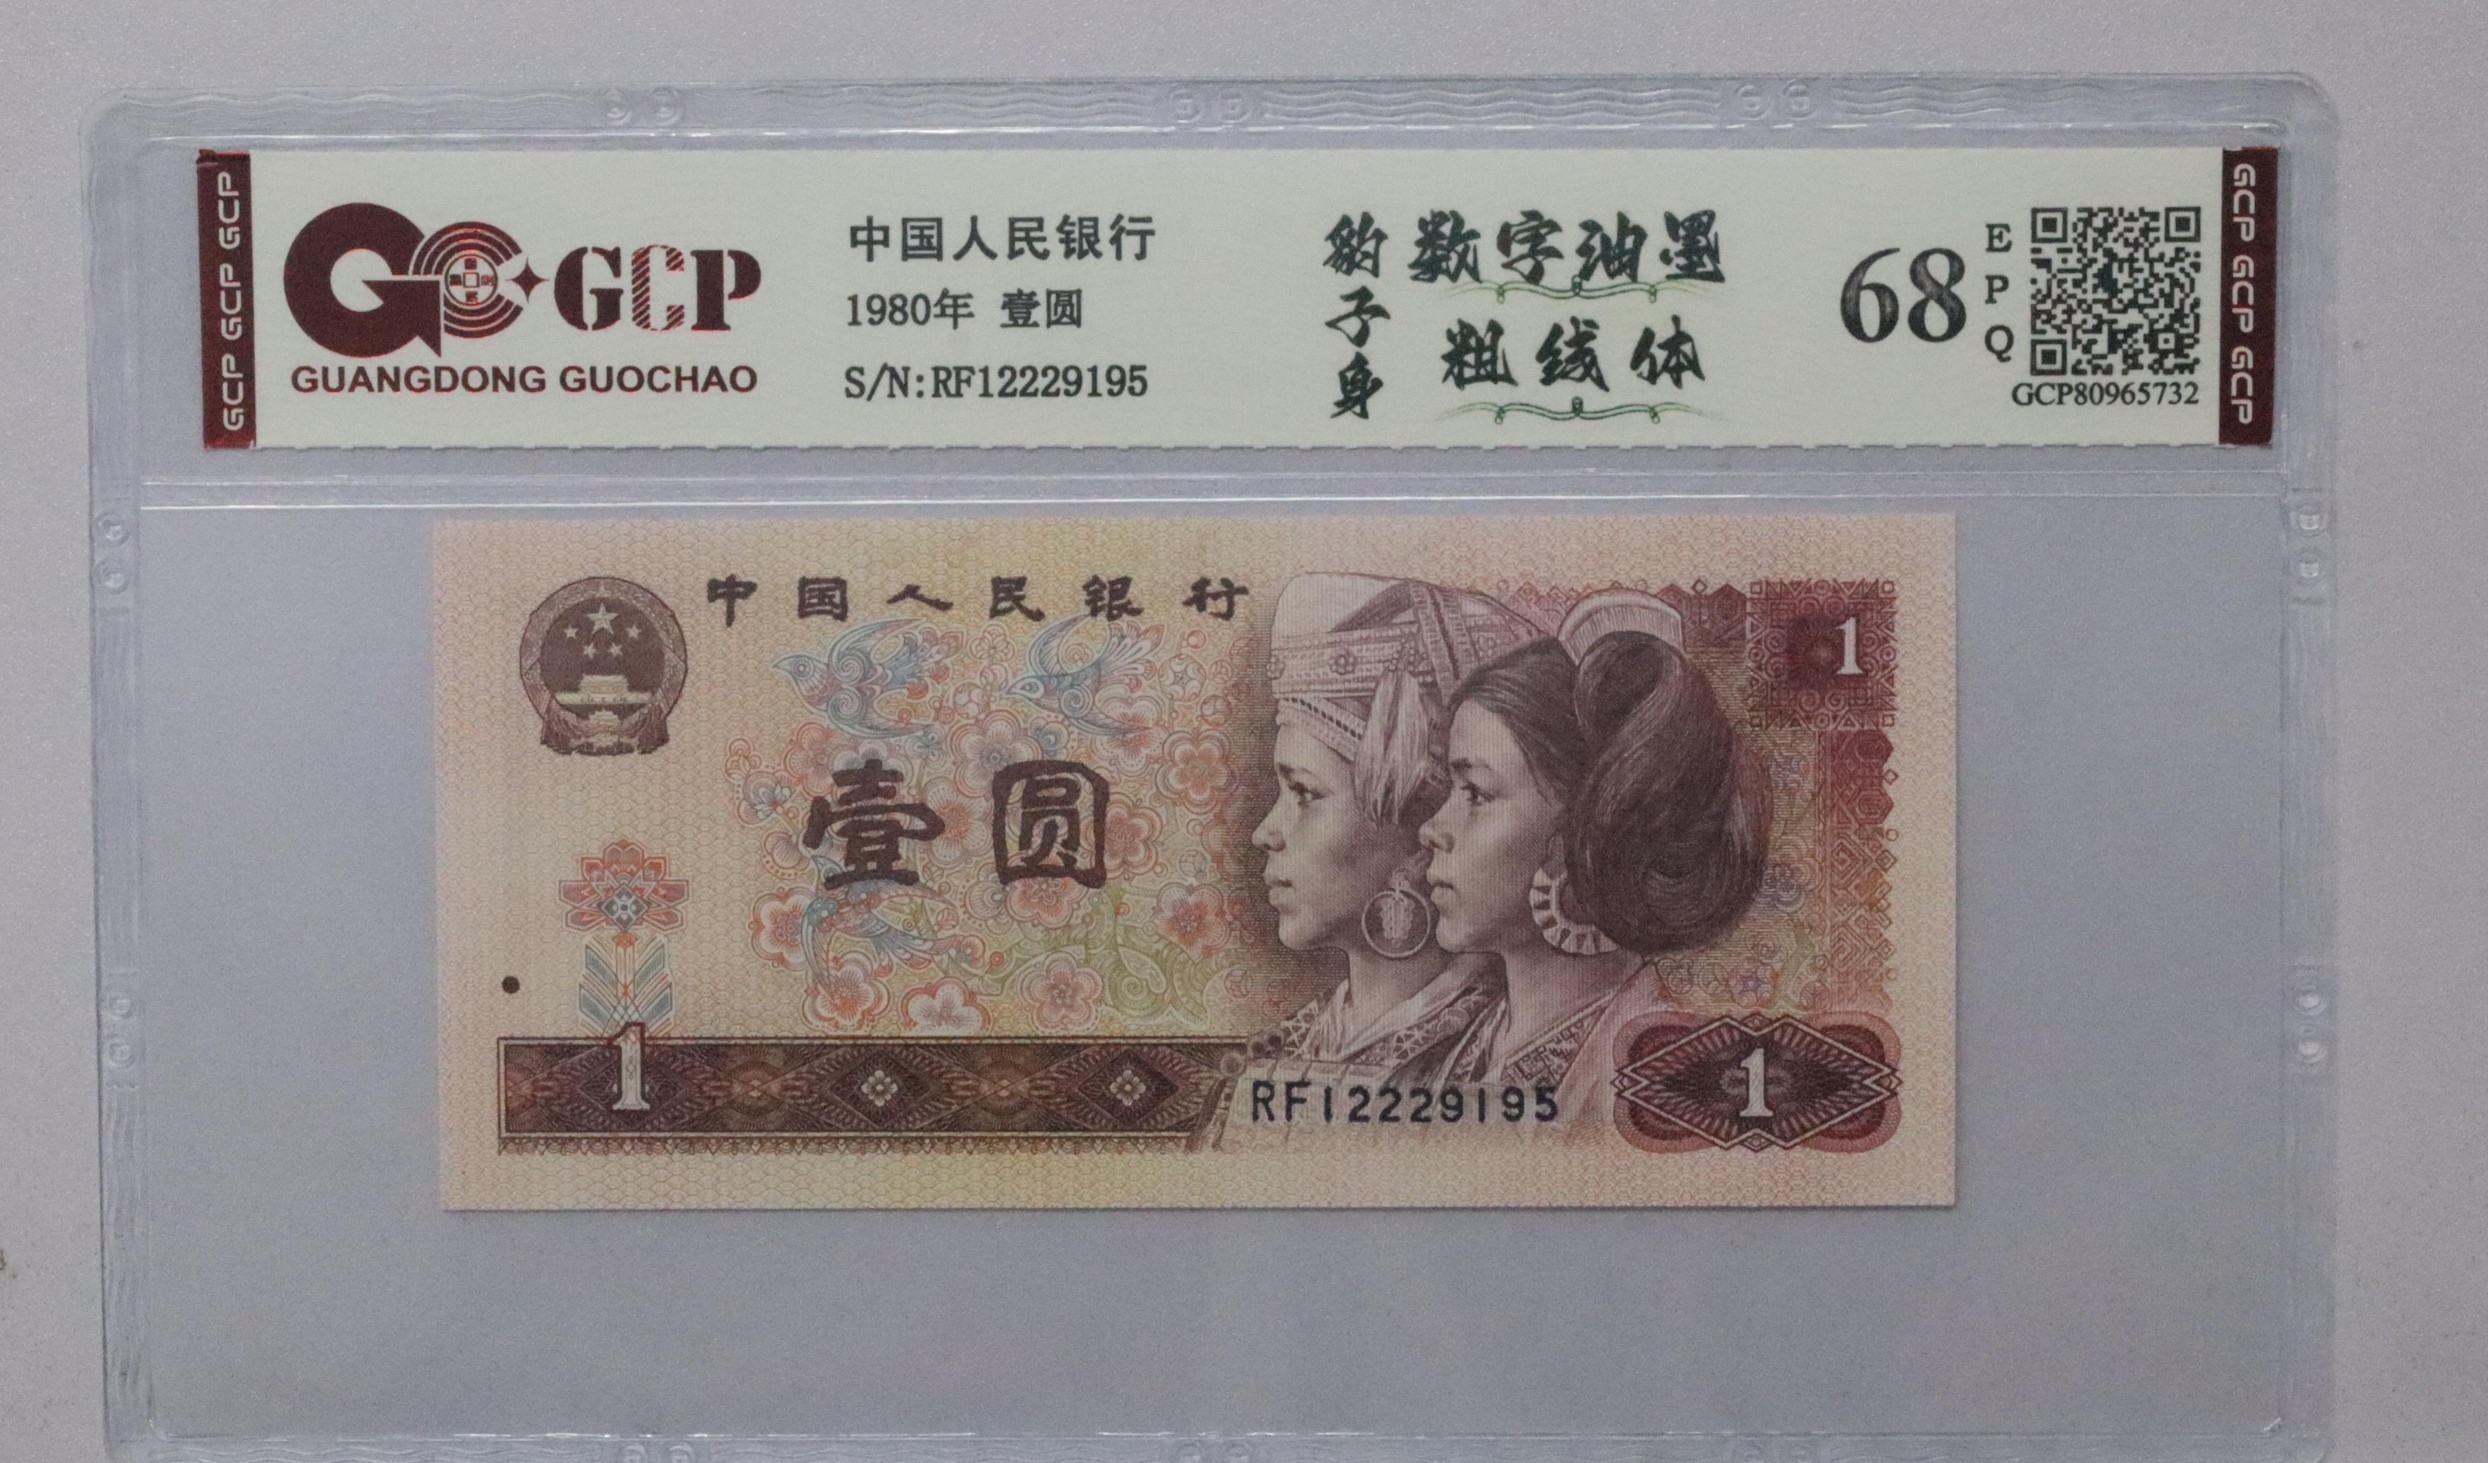 GCP GCP GCP
GCP
GUANGDONG GUOCHAO
中国人民银行
1980年 壹圆
S/N:RF12229195
豹子身
数字油墨
粗线体
68
EPQ
GCP80965732
GCP GCP GCP
中国人民银行
1
壹圆
1
RF12229195
1